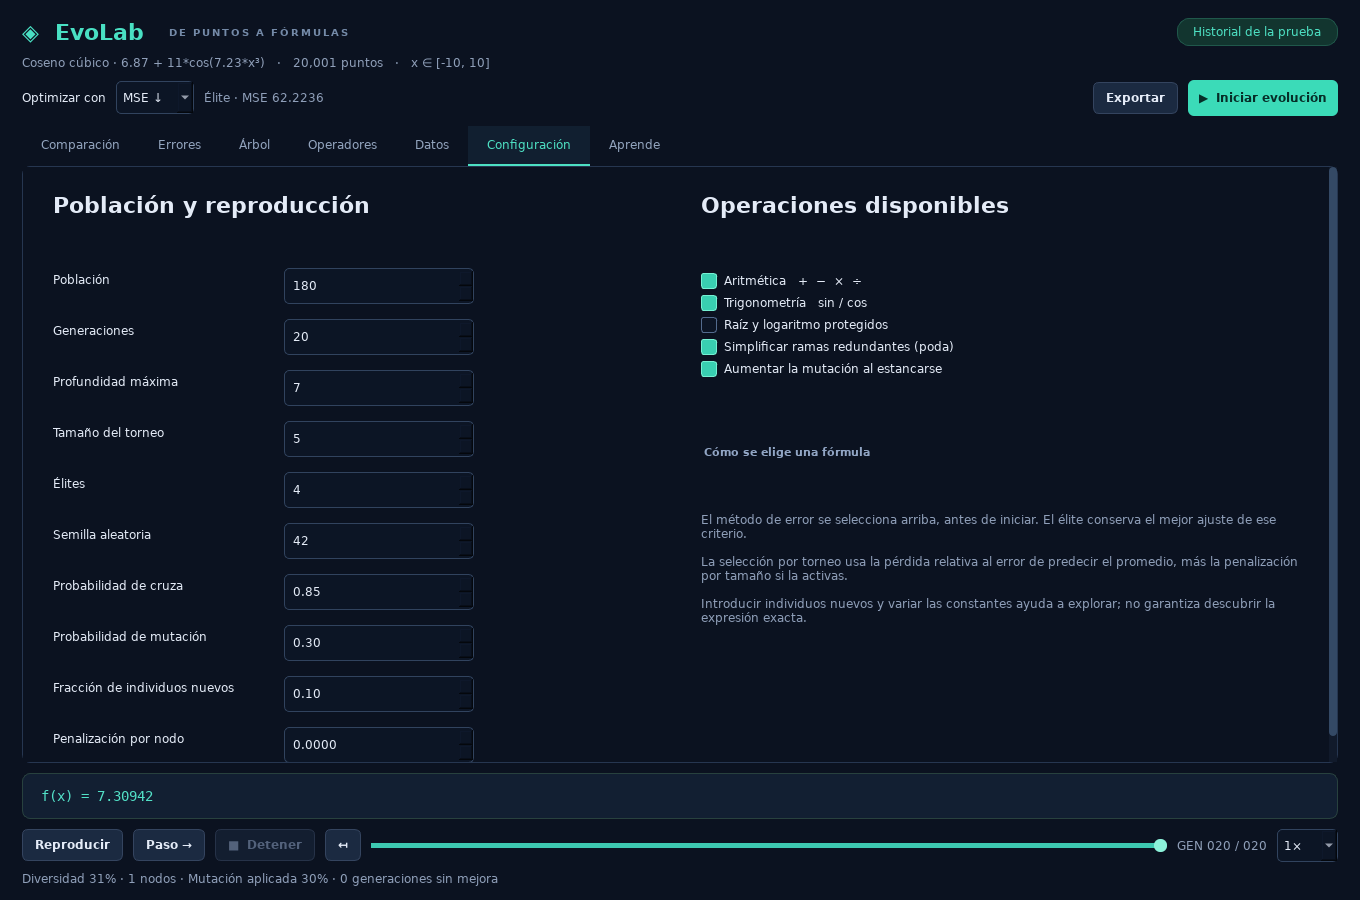 ◈ EvoLab DE PUNTOS A FÓRMULAS
Historial de la prueba
Coseno cúbico · 6.87 + 11*cos(7.23*x³) · 20,001 puntos · x ∈ [-10, 10]
Optimizar con MSE ↓ Élite · MSE 62.2236
Exportar
▶ Iniciar evolución
Comparación Errores Árbol Operadores Datos Configuración Aprende
Población y reproducción
Población 180
Generaciones 20
Profundidad máxima 7
Tamaño del torneo 5
Élites 4
Semilla aleatoria 42
Probabilidad de cruza 0.85
Probabilidad de mutación 0.30
Fracción de individuos nuevos 0.10
Penalización por nodo 0.0000
Operaciones disponibles
Aritmética + − × ÷
Trigonometría sin / cos
Raíz y logaritmo protegidos
Simplificar ramas redundantes (poda)
Aumentar la mutación al estancarse
Cómo se elige una fórmula
El método de error se selecciona arriba, antes de iniciar. El élite conserva el mejor ajuste de ese
criterio.
La selección por torneo usa la pérdida relativa al error de predecir el promedio, más la penalización
por tamaño si la activas.
Introducir individuos nuevos y variar las constantes ayuda a explorar; no garantiza descubrir la
expresión exacta.
f(x) = 7.30942
Reproducir Paso → ■ Detener ↤ GEN 020 / 020 1×
Diversidad 31% · 1 nodos · Mutación aplicada 30% · 0 generaciones sin mejora